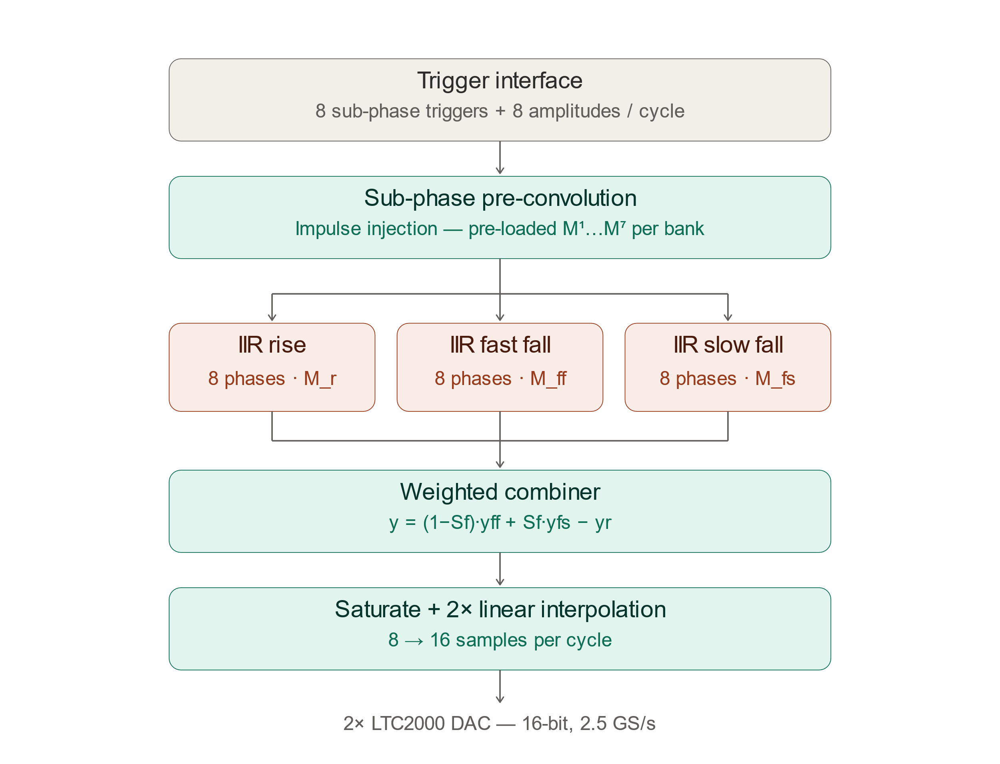 Trigger interface
8 sub-phase triggers + 8 amplitudes / cycle
Sub-phase pre-convolution
Impulse injection — pre-loaded M¹…M⁷ per bank
IIR rise
8 phases · M_r
IIR fast fall
8 phases · M_ff
IIR slow fall
8 phases · M_fs
Weighted combiner
y = (1−Sf)·yff + Sf·yfs − yr
Saturate + 2× linear interpolation
8 → 16 samples per cycle
2× LTC2000 DAC — 16-bit, 2.5 GS/s